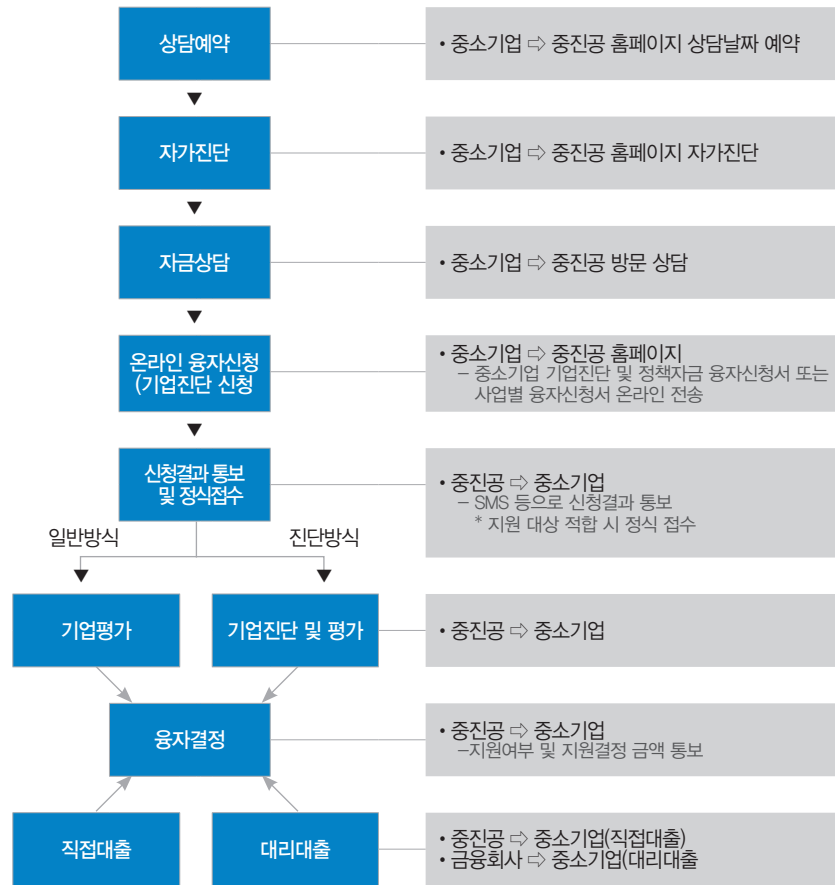 상담예약
• 중소기업 ⇨ 중진공 홈페이지 상담날짜 예약
▼
자가진단
• 중소기업 ⇨ 중진공 홈페이지 자가진단
▼
자금상담
• 중소기업 ⇨ 중진공 방문 상담
▼
온라인 융자신청
(기업진단 신청
• 중소기업 ⇨ 중진공 홈페이지
– 중소기업 기업진단 및 정책자금 융자신청서 또는
사업별 융자신청서 온라인 전송
▼
신청결과 통보
및 정식접수
• 중진공 ⇨ 중소기업
– SMS 등으로 신청결과 통보
* 지원 대상 적합 시 정식 접수
일반방식 진단방식
▼ ▼
기업평가
기업진단 및 평가
• 중진공 ⇨ 중소기업
융자결정
• 중진공 ⇨ 중소기업
–지원여부 및 지원결정 금액 통보
직접대출
대리대출
• 중진공 ⇨ 중소기업(직접대출)
• 금융회사 ⇨ 중소기업(대리대출